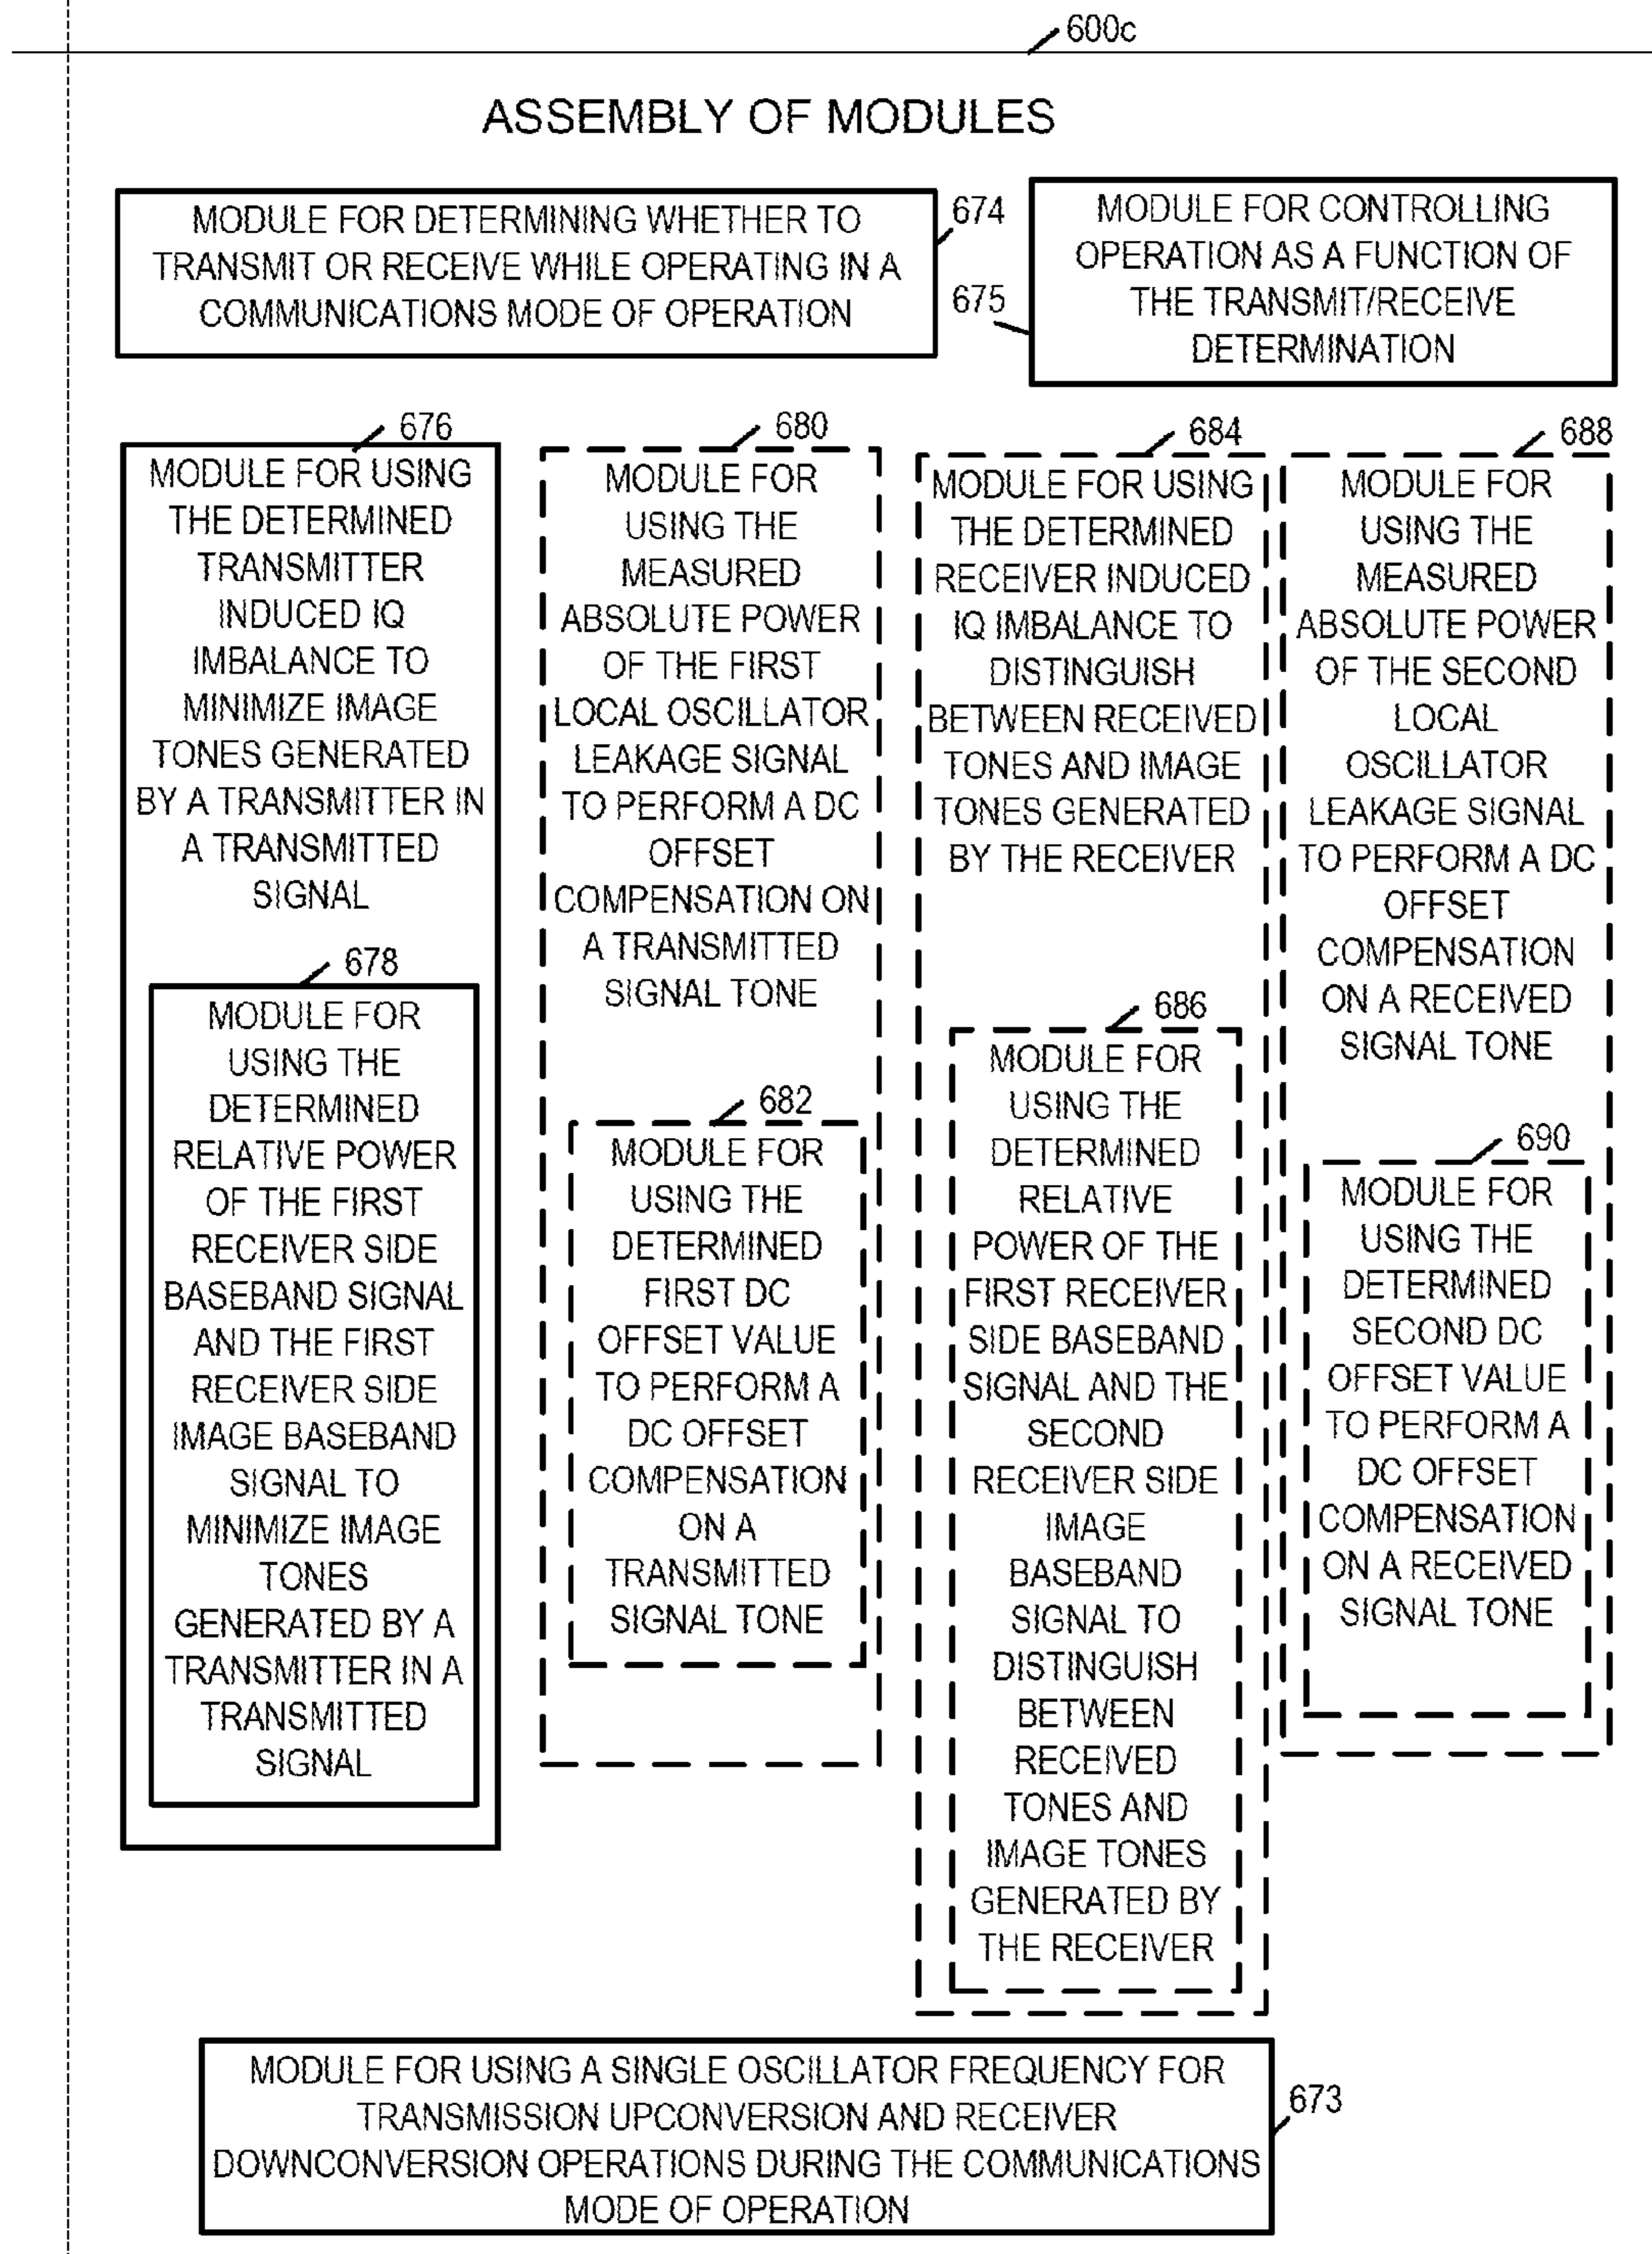 600c
ASSEMBLY OF MODULES
MODULE FOR DETERMINING WHETHER TO
TRANSMIT OR RECEIVE WHILE OPERATING IN A
COMMUNICATIONS MODE OF OPERATION
674
MODULE FOR CONTROLLING
OPERATION AS A FUNCTION OF
THE TRANSMIT/RECEIVE
DETERMINATION
675
676
MODULE FOR USING
THE DETERMINED
TRANSMITTER
INDUCED IQ
IMBALANCE TO
MINIMIZE IMAGE
TONES GENERATED
BY A TRANSMITTER IN
A TRANSMITTED
SIGNAL
678
MODULE FOR
USING THE
DETERMINED
RELATIVE POWER
OF THE FIRST
RECEIVER SIDE
BASEBAND SIGNAL
AND THE FIRST
RECEIVER SIDE
IMAGE BASEBAND
SIGNAL TO
MINIMIZE IMAGE
TONES
GENERATED BY A
TRANSMITTER IN A
TRANSMITTED
SIGNAL
680
MODULE FOR
USING THE
MEASURED
ABSOLUTE POWER
OF THE FIRST
LOCAL OSCILLATOR
LEAKAGE SIGNAL
TO PERFORM A DC
OFFSET
COMPENSATION ON
A TRANSMITTED
SIGNAL TONE
682
MODULE FOR
USING THE
DETERMINED
FIRST DC
OFFSET VALUE
TO PERFORM A
DC OFFSET
COMPENSATION
ON A
TRANSMITTED
SIGNAL TONE
684
MODULE FOR USING
THE DETERMINED
RECEIVER INDUCED
IQ IMBALANCE TO
DISTINGUISH
BETWEEN RECEIVED
TONES AND IMAGE
TONES GENERATED
BY THE RECEIVER
686
MODULE FOR
USING THE
DETERMINED
RELATIVE
POWER OF THE
FIRST RECEIVER
SIDE BASEBAND
SIGNAL AND THE
SECOND
RECEIVER SIDE
IMAGE
BASEBAND
SIGNAL TO
DISTINGUISH
BETWEEN
RECEIVED
TONES AND
IMAGE TONES
GENERATED BY
THE RECEIVER
688
MODULE FOR
USING THE
MEASURED
ABSOLUTE POWER
OF THE SECOND
LOCAL
OSCILLATOR
LEAKAGE SIGNAL
TO PERFORM A DC
OFFSET
COMPENSATION
ON A RECEIVED
SIGNAL TONE
690
MODULE FOR
USING THE
DETERMINED
SECOND DC
OFFSET VALUE
TO PERFORM A
DC OFFSET
COMPENSATION
ON A RECEIVED
SIGNAL TONE
MODULE FOR USING A SINGLE OSCILLATOR FREQUENCY FOR
TRANSMISSION UPCONVERSION AND RECEIVER
DOWNCONVERSION OPERATIONS DURING THE COMMUNICATIONS
MODE OF OPERATION
673